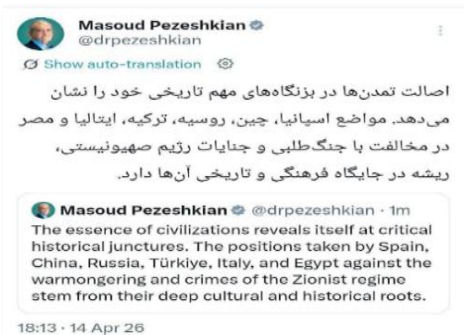 Masoud Pezeshkian
@drpezeshkian
Show auto-translation
اصالت تمدن‌ها در بزنگاه‌های مهم تاریخی خود را نشان
می‌دهد. مواضع اسپانیا، چین، روسیه، ترکیه، ایتالیا و مصر
در مخالفت با جنگ‌طلبی و جنایات رژیم صهیونیستی،
ریشه در جایگاه فرهنگی و تاریخی آن‌ها دارد.
Masoud Pezeshkian @drpezeshkian · 1m
The essence of civilizations reveals itself at critical
historical junctures. The positions taken by Spain,
China, Russia, Türkiye, Italy, and Egypt against the
warmongering and crimes of the Zionist regime
stem from their deep cultural and historical roots.
18:13 · 14 Apr 26